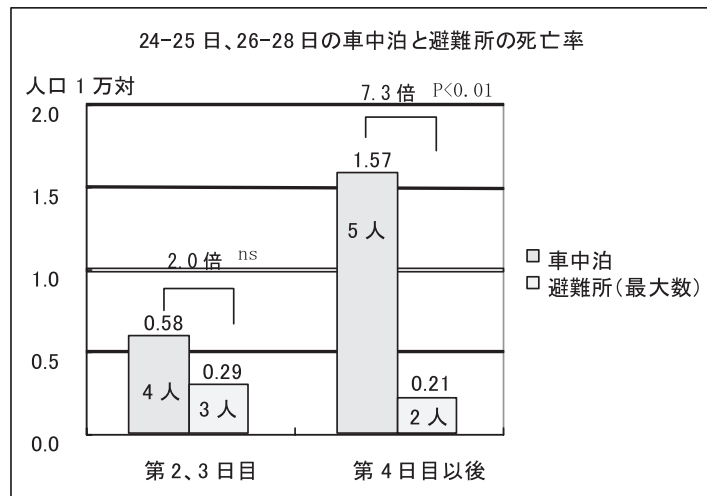 24-25 日、26-28 日の車中泊と避難所の死亡率
人口 1 万対
7.3 倍 P<0.01
2.0
1.57
1.5
5 人
2.0 倍 ns
1.0
車中泊
避難所(最大数)
0.58
0.5
0.29
0.21
4 人
3 人
2 人
0.0
第 2、3 日目
第 4 日目以後